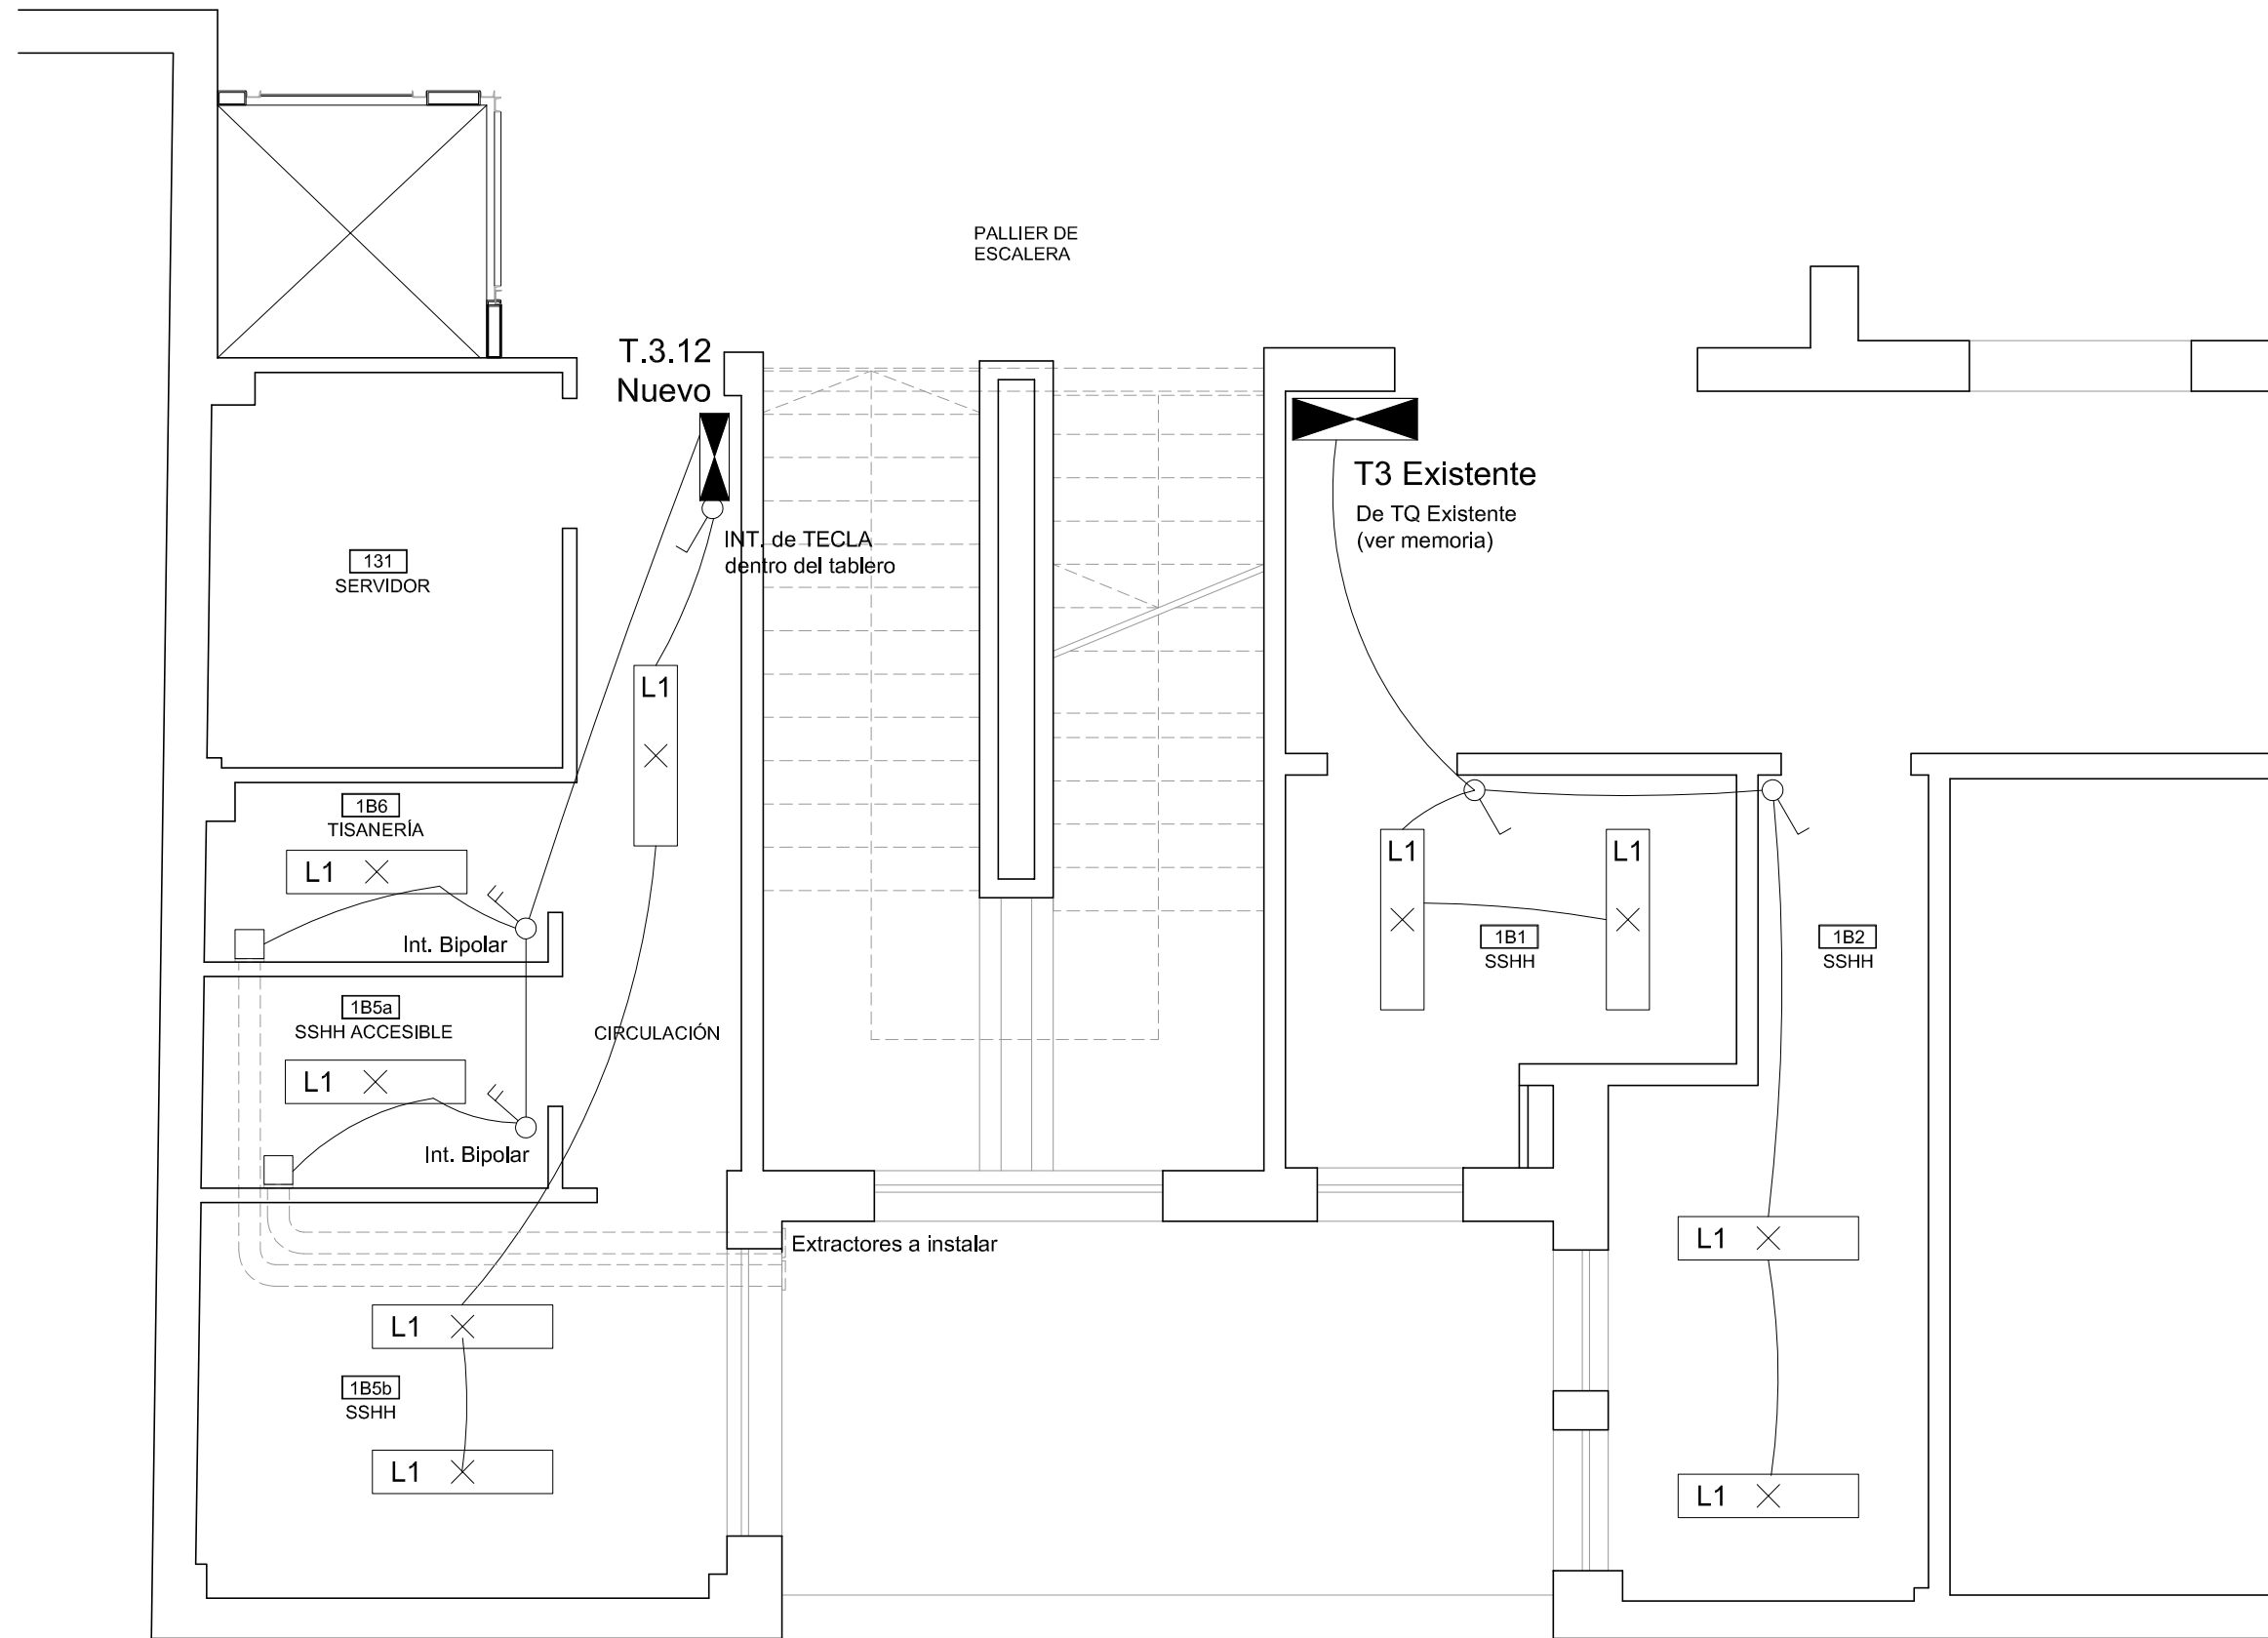 PALLIER DE
ESCALERA
T.3.12
Nuevo
T3 Existente
De TQ Existente
(ver memoria)
INT. de TECLA
dentro del tablero
131
SERVIDOR
L1
1B6
TISANERÍA
L1
Int. Bipolar
L1
L1
1B1
SSHH
1B2
SSHH
1B5a
SSHH ACCESIBLE
CIRCULACIÓN
L1
Int. Bipolar
Extractores a instalar
L1
L1
1B5b
SSHH
L1
L1